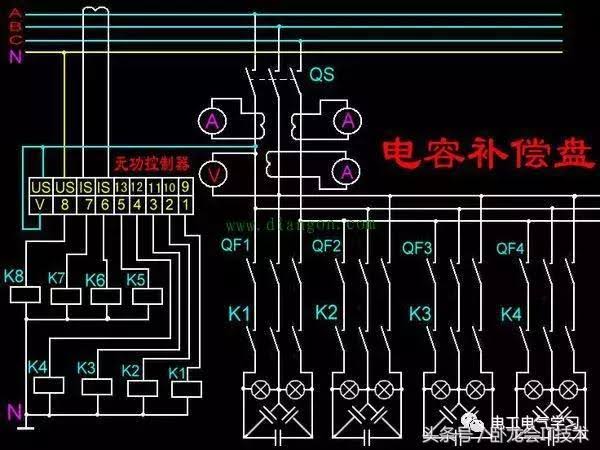 A
B
C
N
QS
A
A
V
A
无功控制器
电容补偿盘
US US IS IS 13 12 11 10 9
V 8 7 6 5 4 3 2 1
www.diangon.com
QF1 QF2 QF3 QF4
K8 K7 K6 K5
K1 K2 K3 K4
K4 K3 K2 K1
N
电工电气学习
头条号/卧龙会IT技术